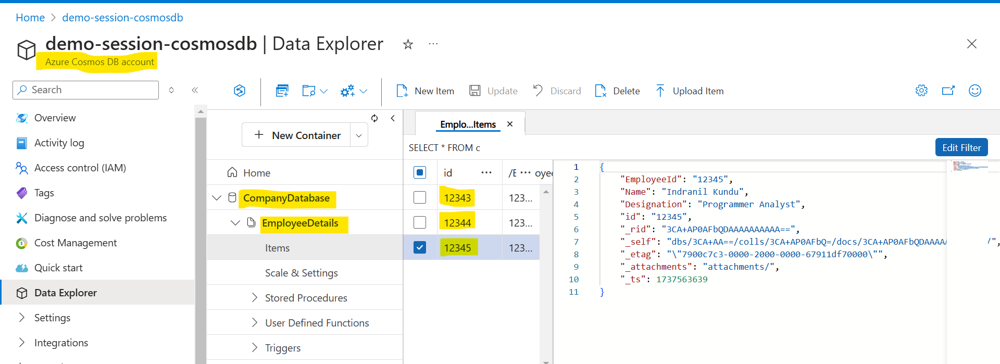 Home > demo-session-cosmosdb
demo-session-cosmosdb | Data Explorer ...
Azure Cosmos DB account
Search
New Item
Update
Discard
Delete
Upload Item
Overview
Activity log
Access control (IAM)
Tags
Diagnose and solve problems
Cost Management
Quick start
Data Explorer
Settings
Integrations
New Container
Home
CompanyDatabase
EmployeeDetails
Items
Scale & Settings
Stored Procedures
User Defined Functions
Triggers
Emplo...Items
SELECT * FROM c
Edit Filter
id ... /E ... oyee
12343 123...
12344 123...
12345 123...
1 {
2 "EmployeeId": "12345",
3 "Name": "Indranil Kundu",
4 "Designation": "Programmer Analyst",
5 "id": "12345",
6 "_rid": "3CA+AP0AFbQDAAAAAAAAAA==",
7 "_self": "dbs/3CA+AA==/colls/3CA+AP0AFbQ=/docs/3CA+AP0AFbQDAAAA /",
8 "_etag": "\"7900c7c3-0000-2000-0000-67911df70000\"",
9 "_attachments": "attachments/",
10 "_ts": 1737563639
11 }